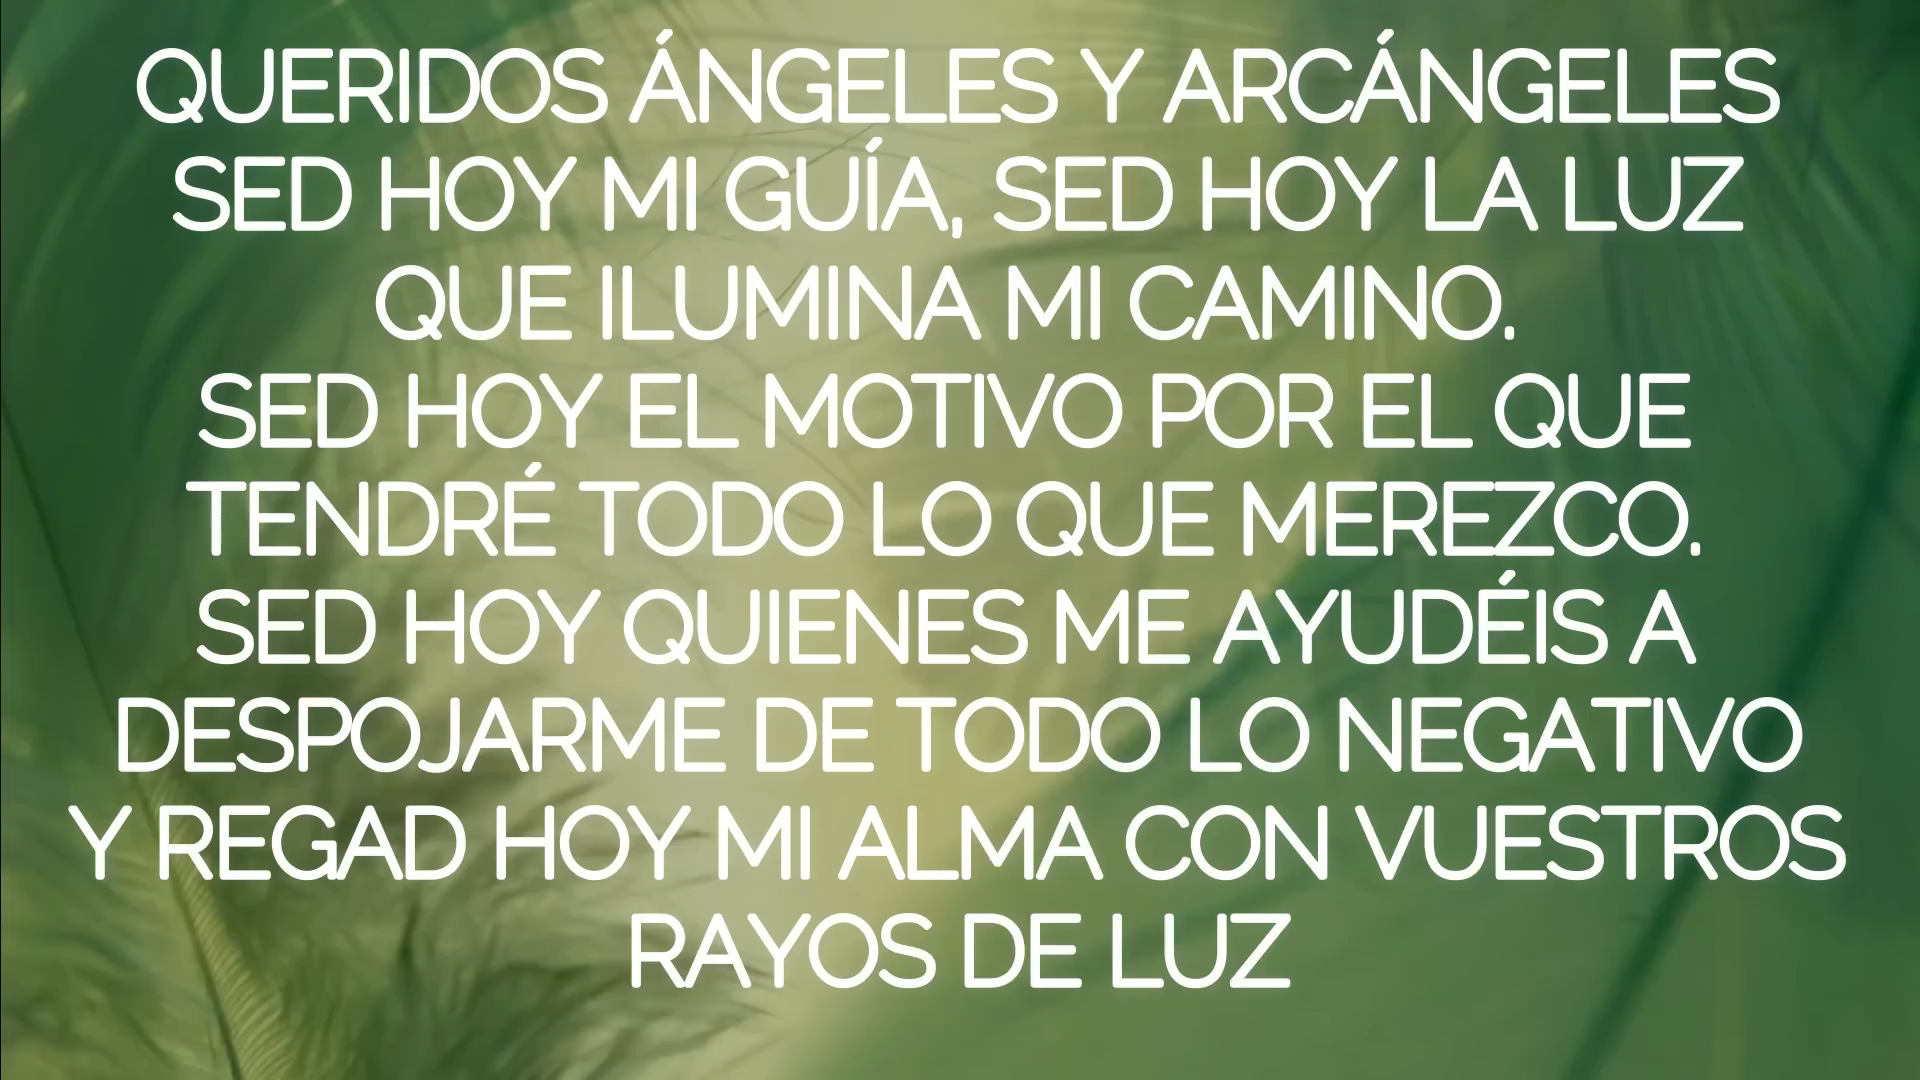 QUERIDOS ÁNGELES Y ARCÁNGELES
SED HOY MI GUÍA, SED HOY LA LUZ
QUE ILUMINA MI CAMINO.
SED HOY EL MOTIVO POR EL QUE
TENDRÉ TODO LO QUE MEREZCO.
SED HOY QUIENES ME AYUDÉIS A
DESPOJARME DE TODO LO NEGATIVO
Y REGAD HOY MI ALMA CON VUESTROS
RAYOS DE LUZ